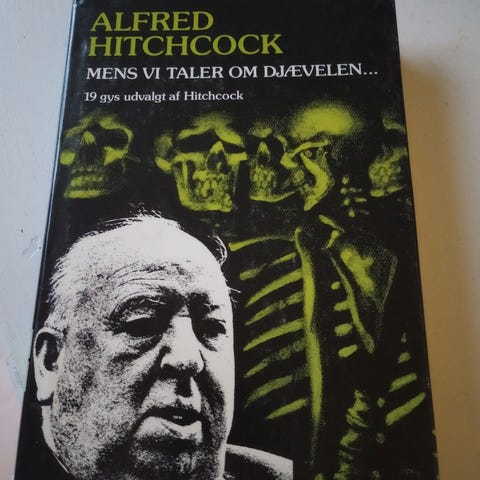 ALFRED
HITCHCOCK
MENS VI TALER OM DJÆVELEN...
19 gys udvalgt af Hitchcock